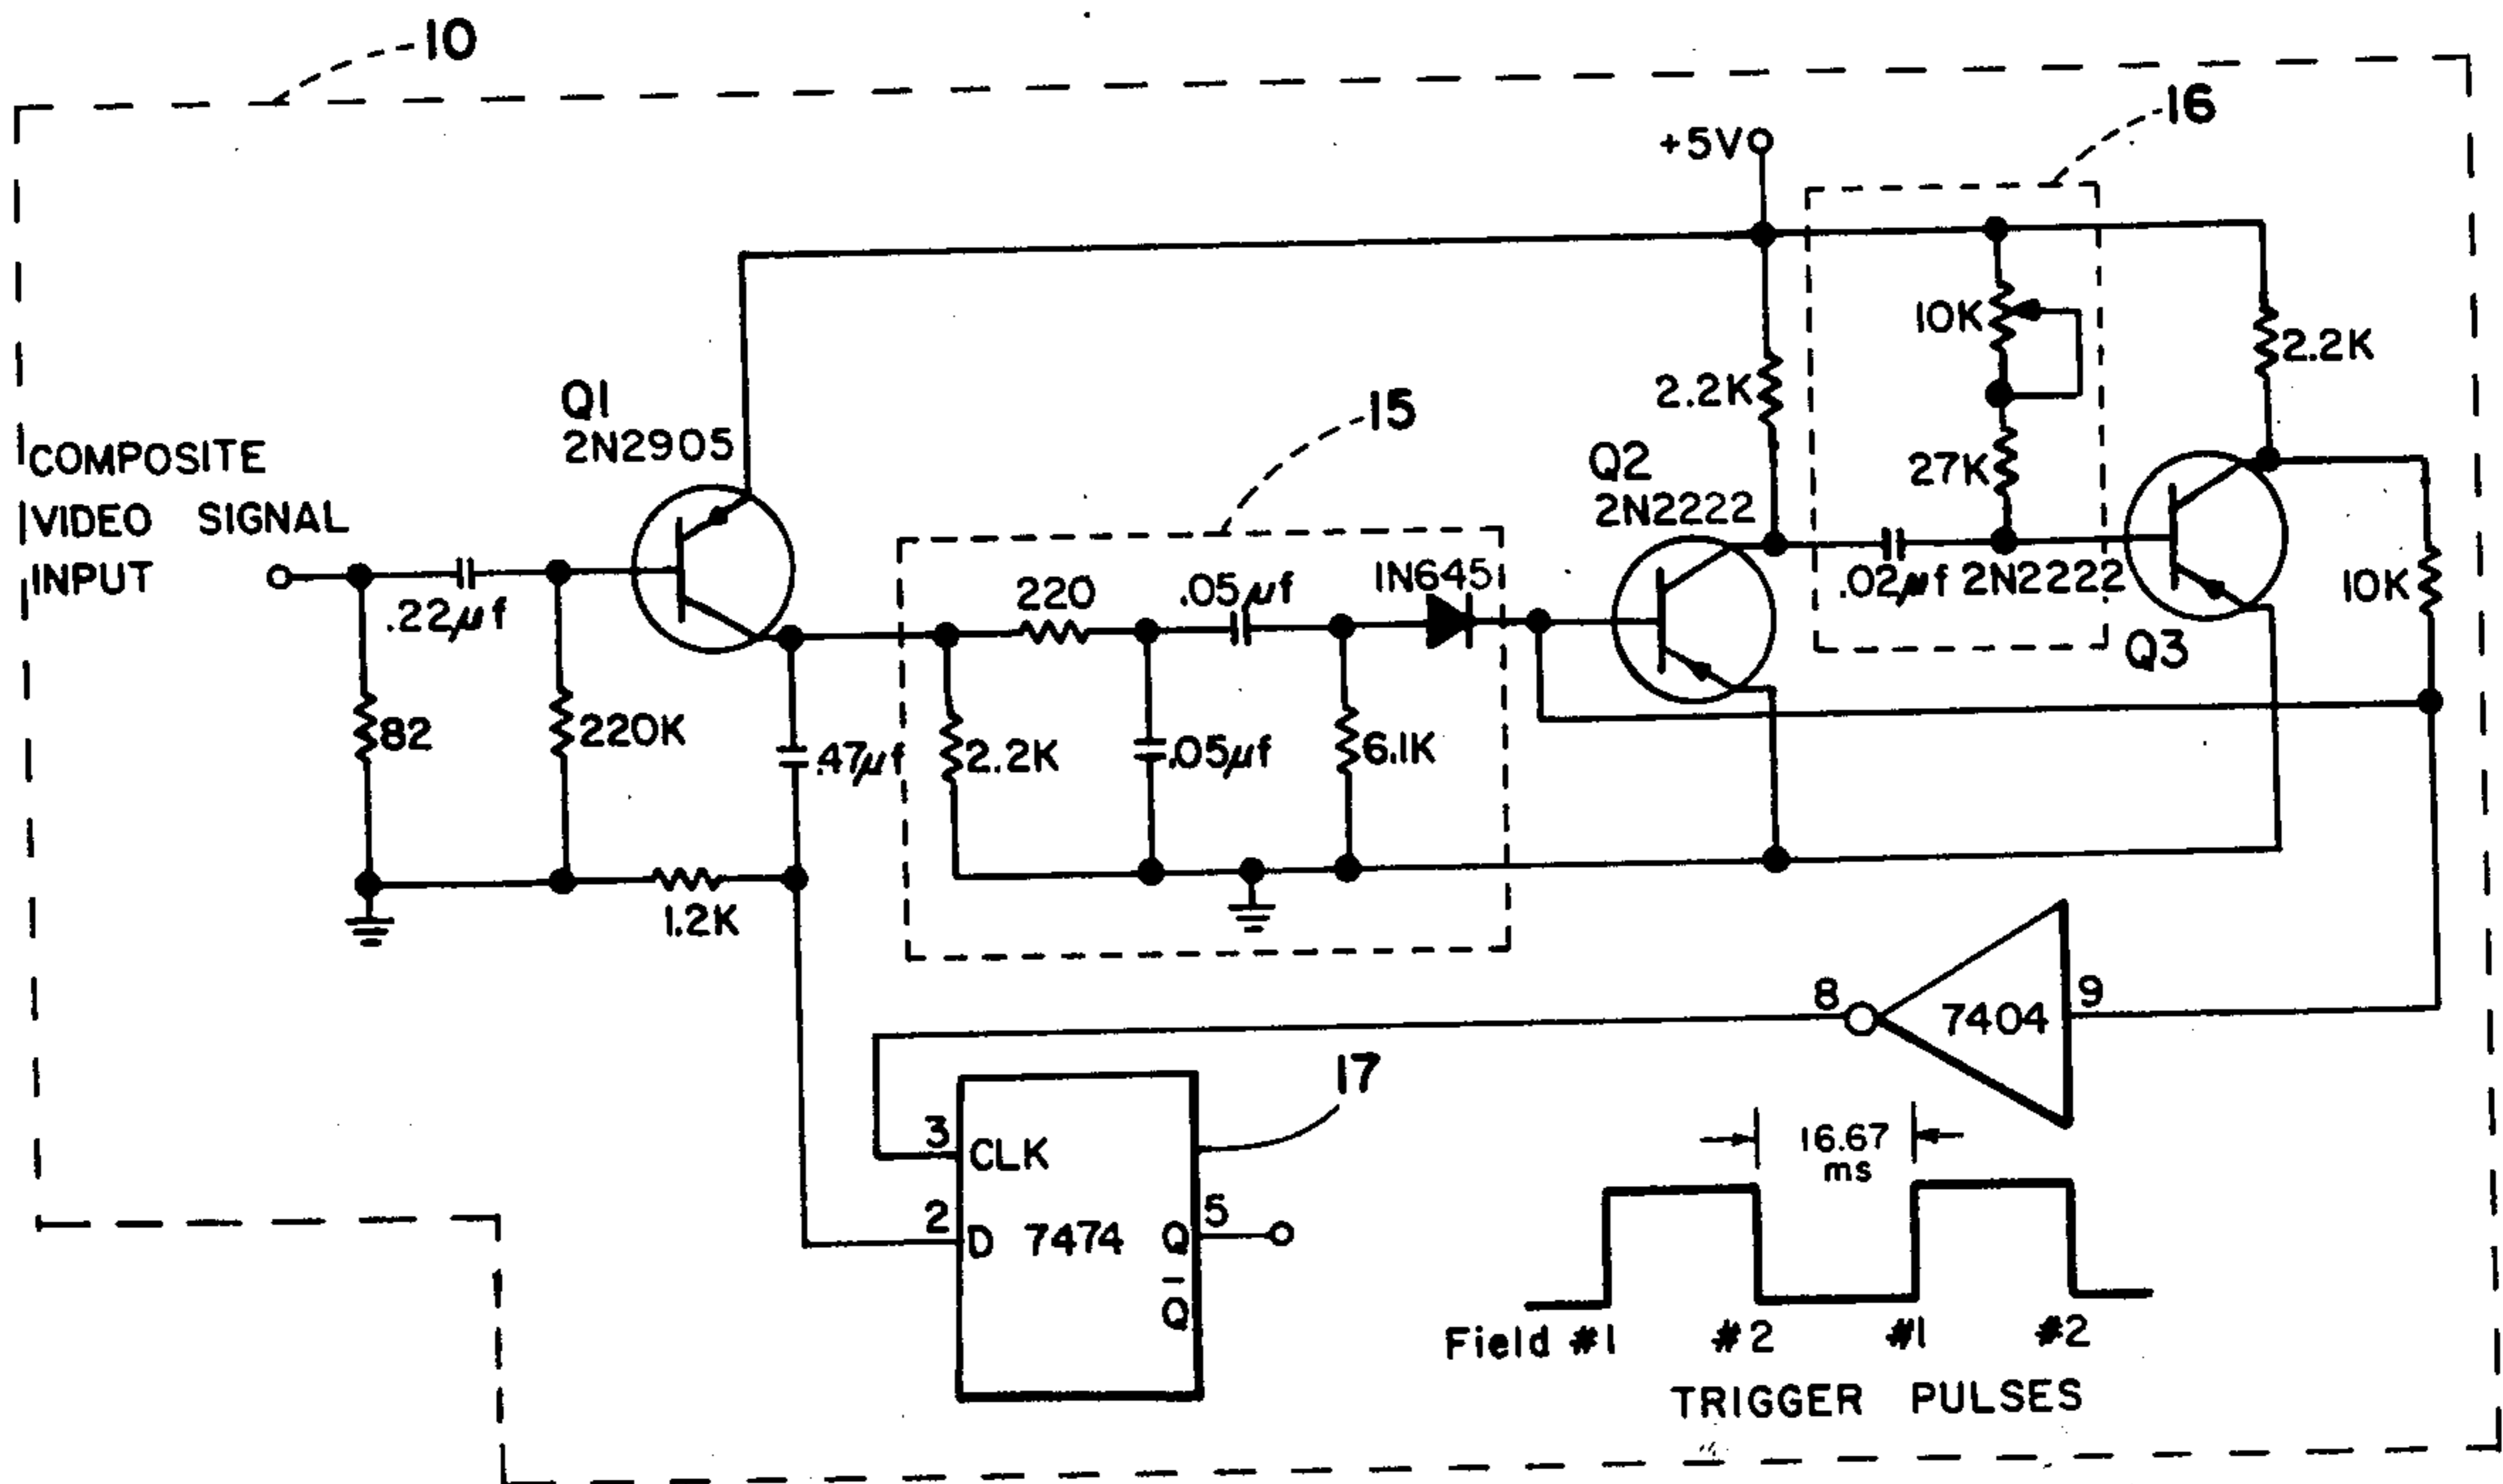 10
16
+5V
10K
2.2K
Q1
2N2905
2.2K
15
COMPOSITE
VIDEO SIGNAL
INPUT
Q2
2N2222
27K
.22μf
220
.05μf
1N645
.02μf
2N2222
10K
Q3
82
220K
.47μf
2.2K
.05μf
6.1K
1.2K
8
7404
9
17
3
CLK
16.67
ms
2
D
7474
Q
5
Q̅
Field #1
#2
#1
#2
TRIGGER PULSES